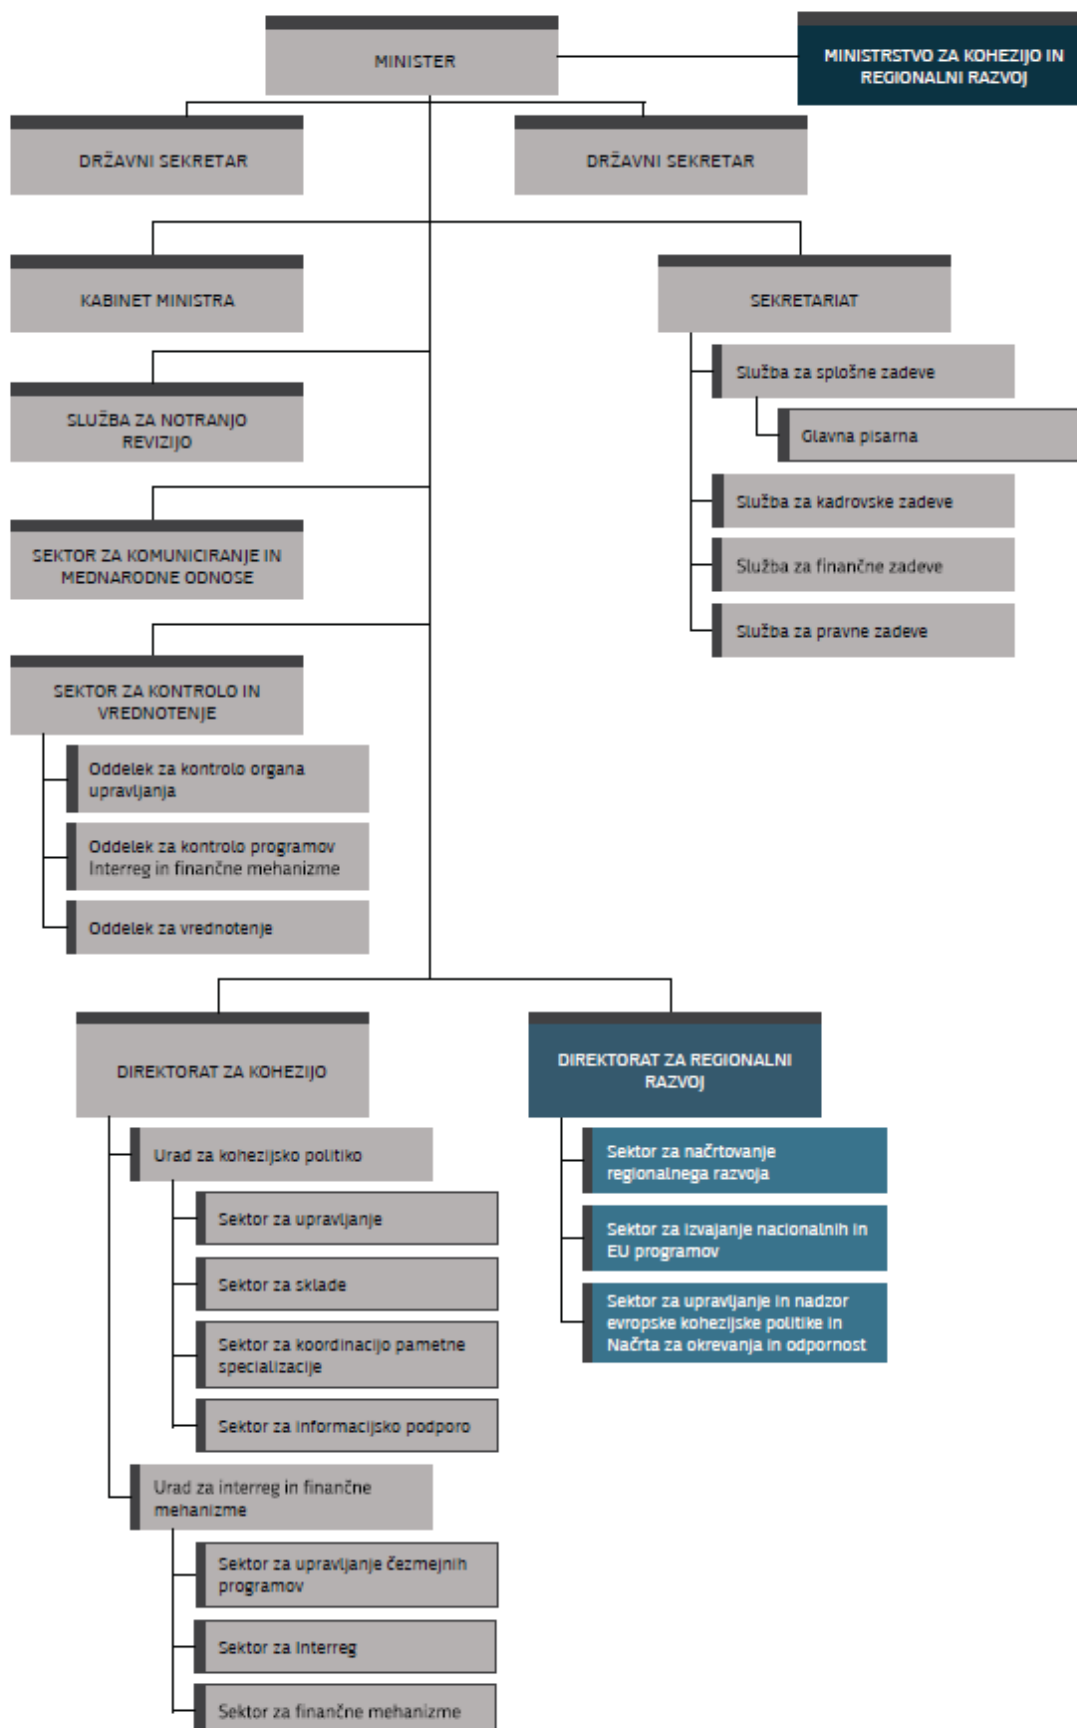 MINISTER
MINISTRSTVO ZA KOHEZIJO IN
REGIONALNI RAZVOJ
DRŽAVNI SEKRETAR
DRŽAVNI SEKRETAR
KABINET MINISTRA
SEKRETARIAT
Služba za splošne zadeve
Glavna pisarna
Služba za kadrovske zadeve
Služba za finančne zadeve
Služba za pravne zadeve
SLUŽBA ZA NOTRANJO
REVIZIJO
SEKTOR ZA KOMUNICIRANJE IN
MEDNARODNE ODNOSE
SEKTOR ZA KONTROLO IN
VREDNOTENJE
Oddelek za kontrolo organa
upravljanja
Oddelek za kontrolo programov
Interreg in finančne mehanizme
Oddelek za vrednotenje
DIREKTORAT ZA KOHEZIJO
Urad za kohezijsko politiko
Sektor za upravljanje
Sektor za sklade
Sektor za koordinacijo pametne
specializacije
Sektor za informacijsko podporo
Urad za interreg in finančne
mehanizme
Sektor za upravljanje čezmejnih
programov
Sektor za Interreg
Sektor za finančne mehanizme
DIREKTORAT ZA REGIONALNI
RAZVOJ
Sektor za načrtovanje
regionalnega razvoja
Sektor za izvajanje nacionalnih in
EU programov
Sektor za upravljanje in nadzor
evropske kohezijske politike in
Načrta za okrevanja in odpornost